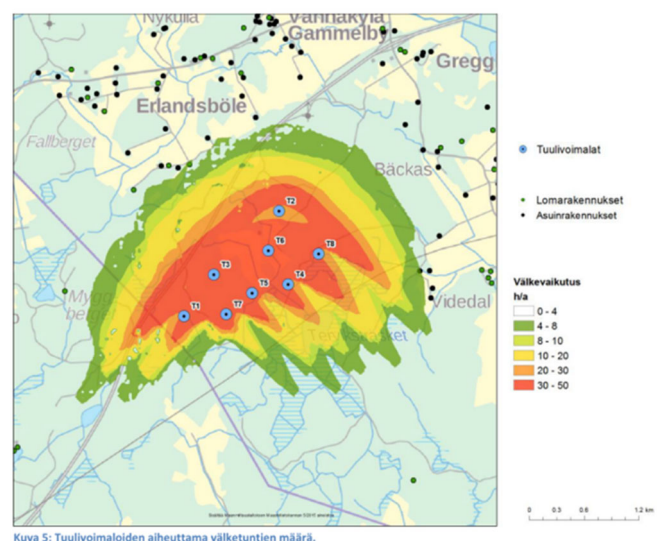 Nykulla
Vannakyla
Gammelby
Gregg
Erlandsböle
Fallberget
Bäckas
T2
T6
T8
T3
T4
T5
T1
T7
Videdal
Tuulivoimalat
Lomarakennukset
Asuinrakennukset
Välkevaikutus
h/a
0 - 4
4 - 8
8 - 10
10 - 20
20 - 30
30 - 50
0 0.3 0.6 1.2 km
Kuva 5: Tuulivoimaloiden aiheuttama välketuntien määrä.